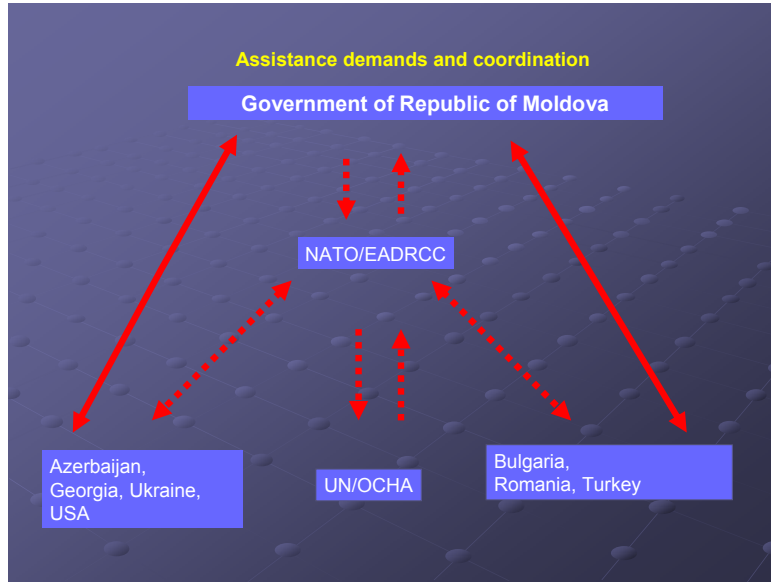 Assistance demands and coordination
Government of Republic of Moldova
NATO/EADRCC
Azerbaijan,
Georgia, Ukraine,
USA
UN/OCHA
Bulgaria,
Romania, Turkey